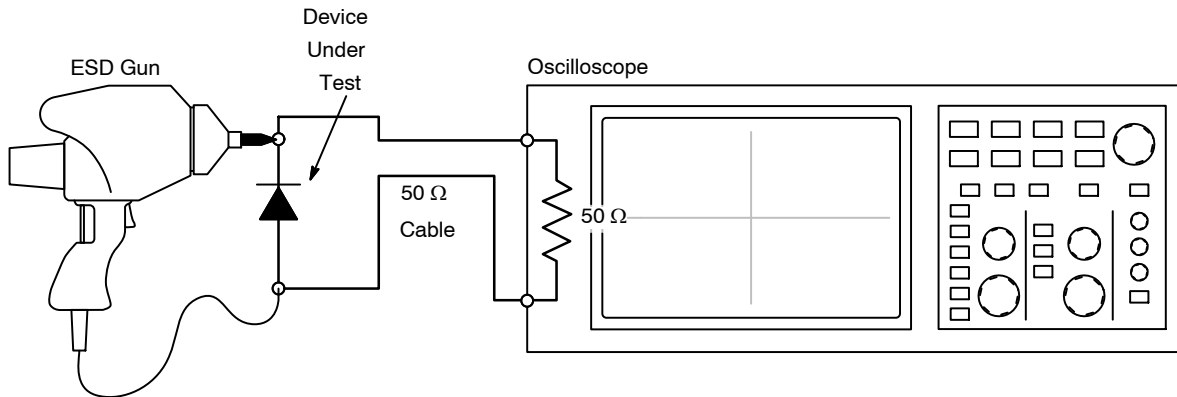 Device
Under
Test
ESD Gun
Oscilloscope
50 Ω
Cable
50 Ω